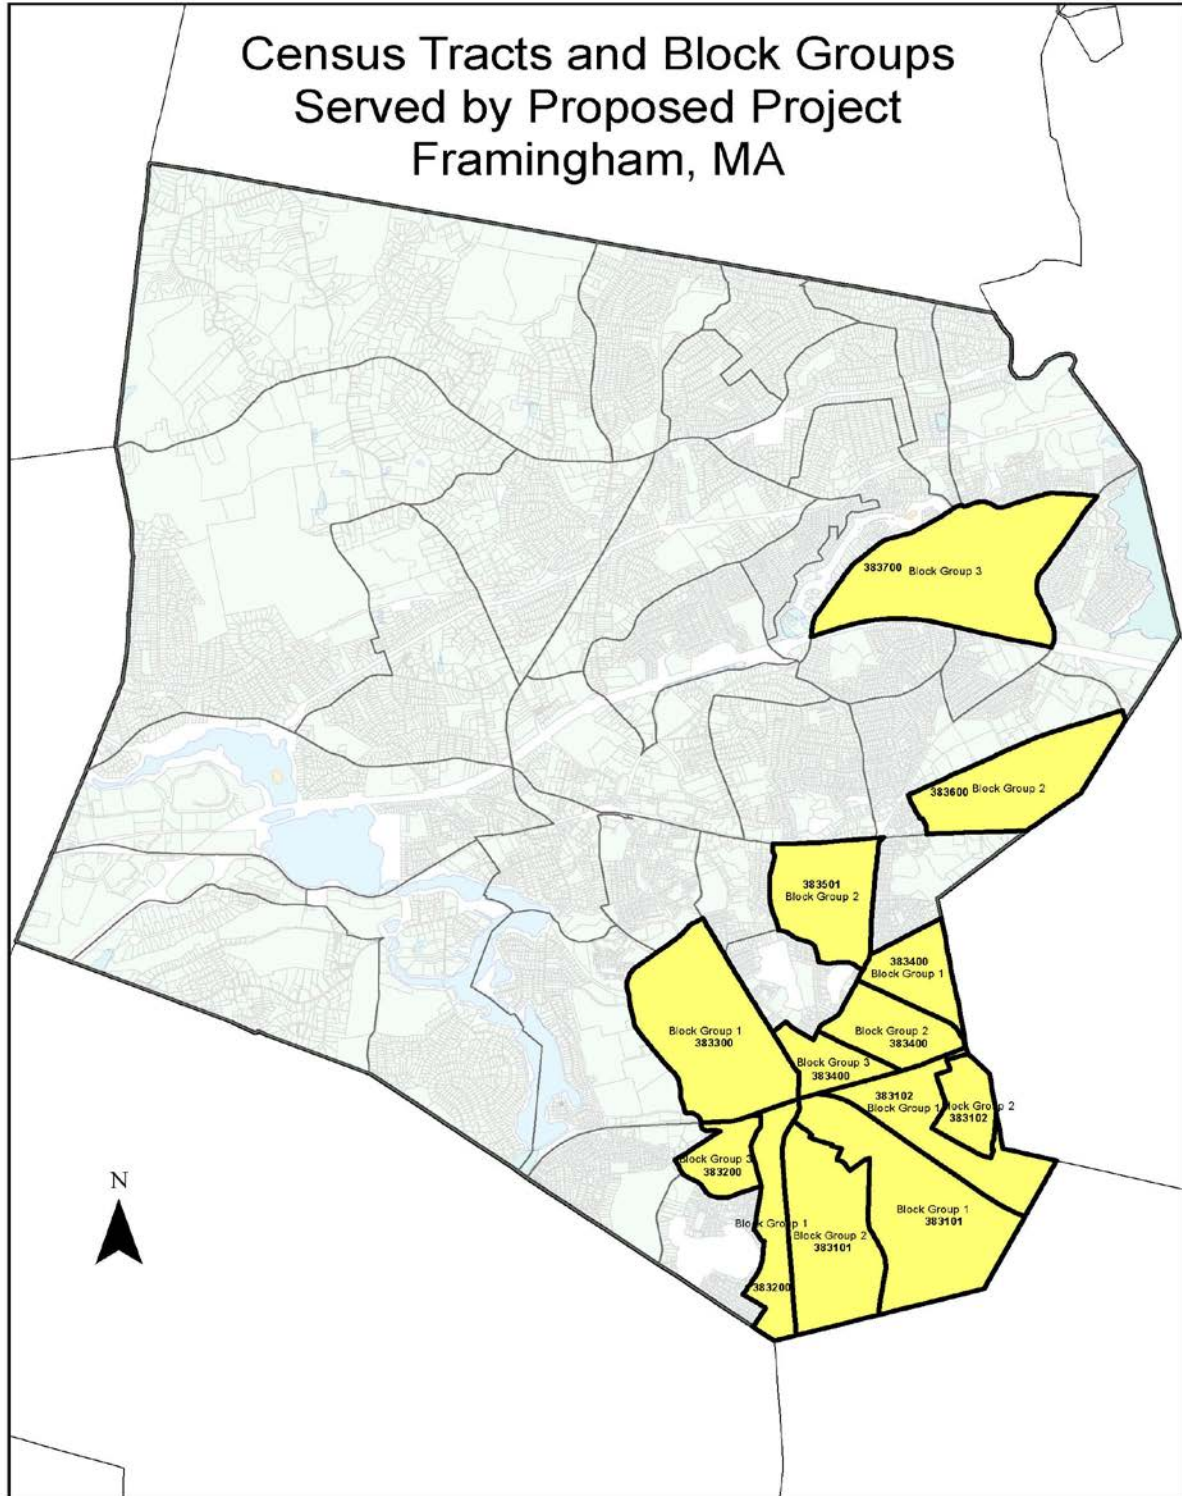 Census Tracts and Block Groups
Served by Proposed Project
Framingham, MA
383700 Block Group 3
383600 Block Group 2
383501
Block Group 2
383400
Block Group 1
Block Group 2
383400
Block Group 1
383300
Block Group 3
383400
383102
Block Group 1
Block Group 2
383102
Block Group 3
383200
N
Block Group 1
383101
Block Group 1
Block Group 2
383101
383200